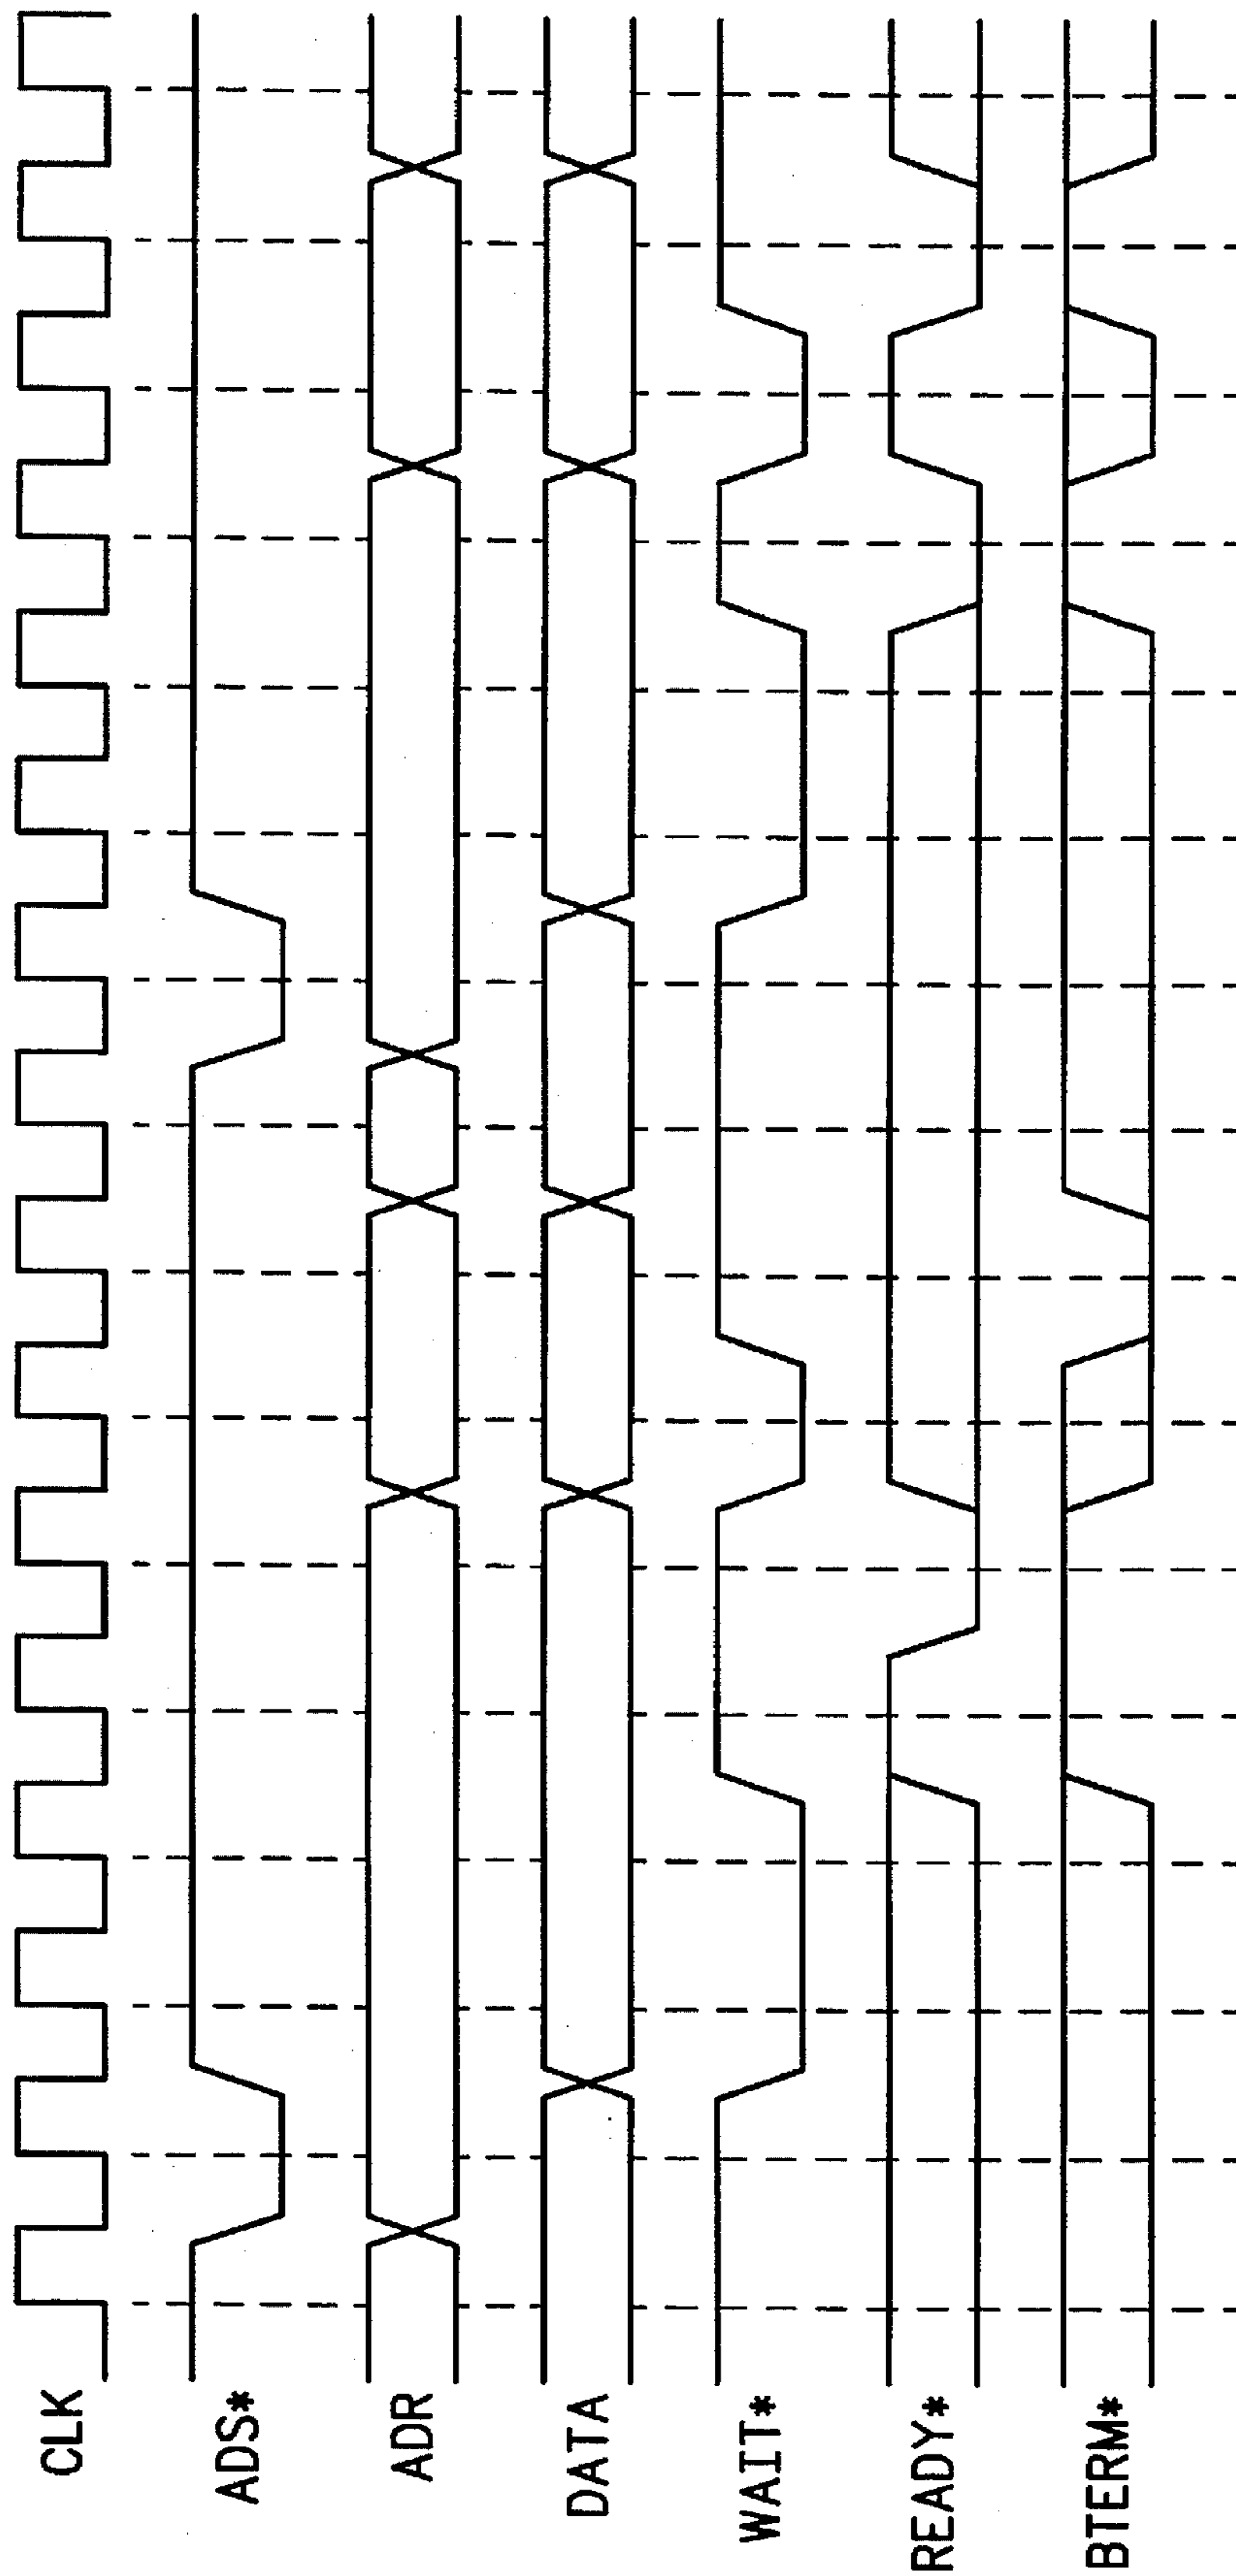 CLK
ADS*
ADR
DATA
WAIT*
READY*
BTERM*